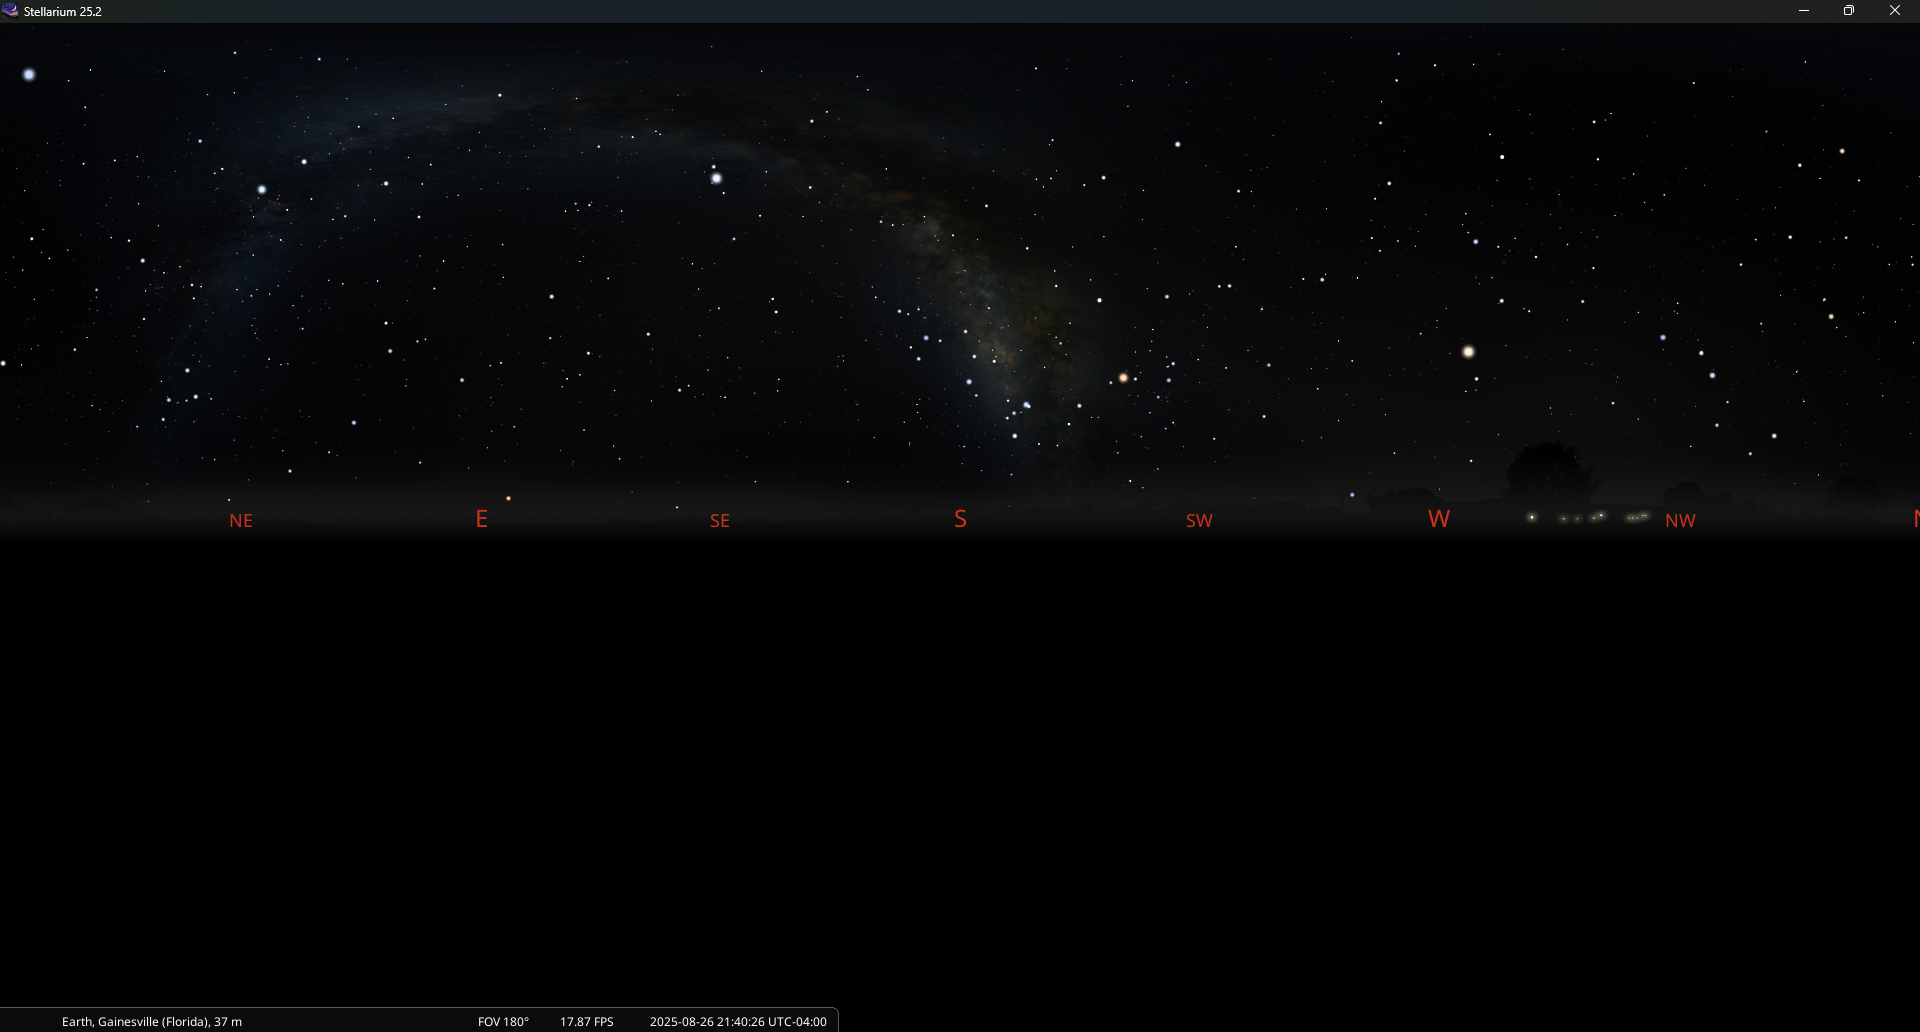 Stellarium 25.2
NE E SE S SW W NW
Earth, Gainesville (Florida), 37 m FOV 180° 17.87 FPS 2025-08-26 21:40:26 UTC-04:00